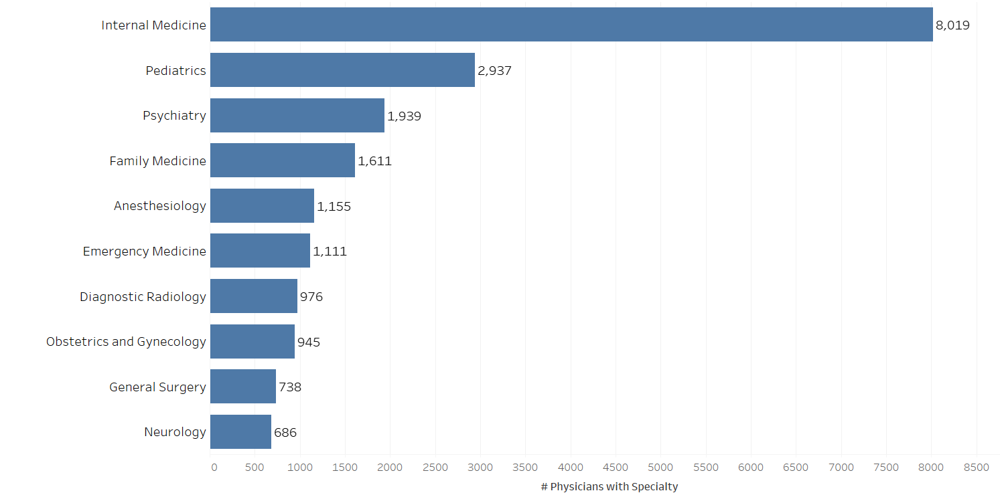 Internal Medicine 8,019
Pediatrics 2,937
Psychiatry 1,939
Family Medicine 1,611
Anesthesiology 1,155
Emergency Medicine 1,111
Diagnostic Radiology 976
Obstetrics and Gynecology 945
General Surgery 738
Neurology 686
0 500 1000 1500 2000 2500 3000 3500 4000 4500 5000 5500 6000 6500 7000 7500 8000 8500
# Physicians with Specialty